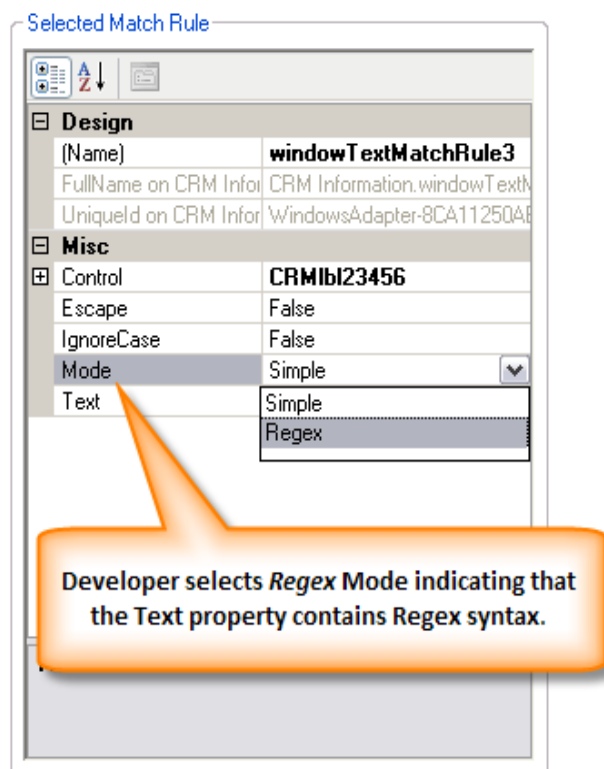 Selected Match Rule
A Z
Design
(Name) windowTextMatchRule3
FullName on CRM Infor CRM Information.windowTextM
UniqueId on CRM Infor WindowsAdapter-8CA11250AE
Misc
Control CRMlbl23456
Escape False
IgnoreCase False
Mode Simple
Text Simple
Regex
Developer selects Regex Mode indicating that
the Text property contains Regex syntax.